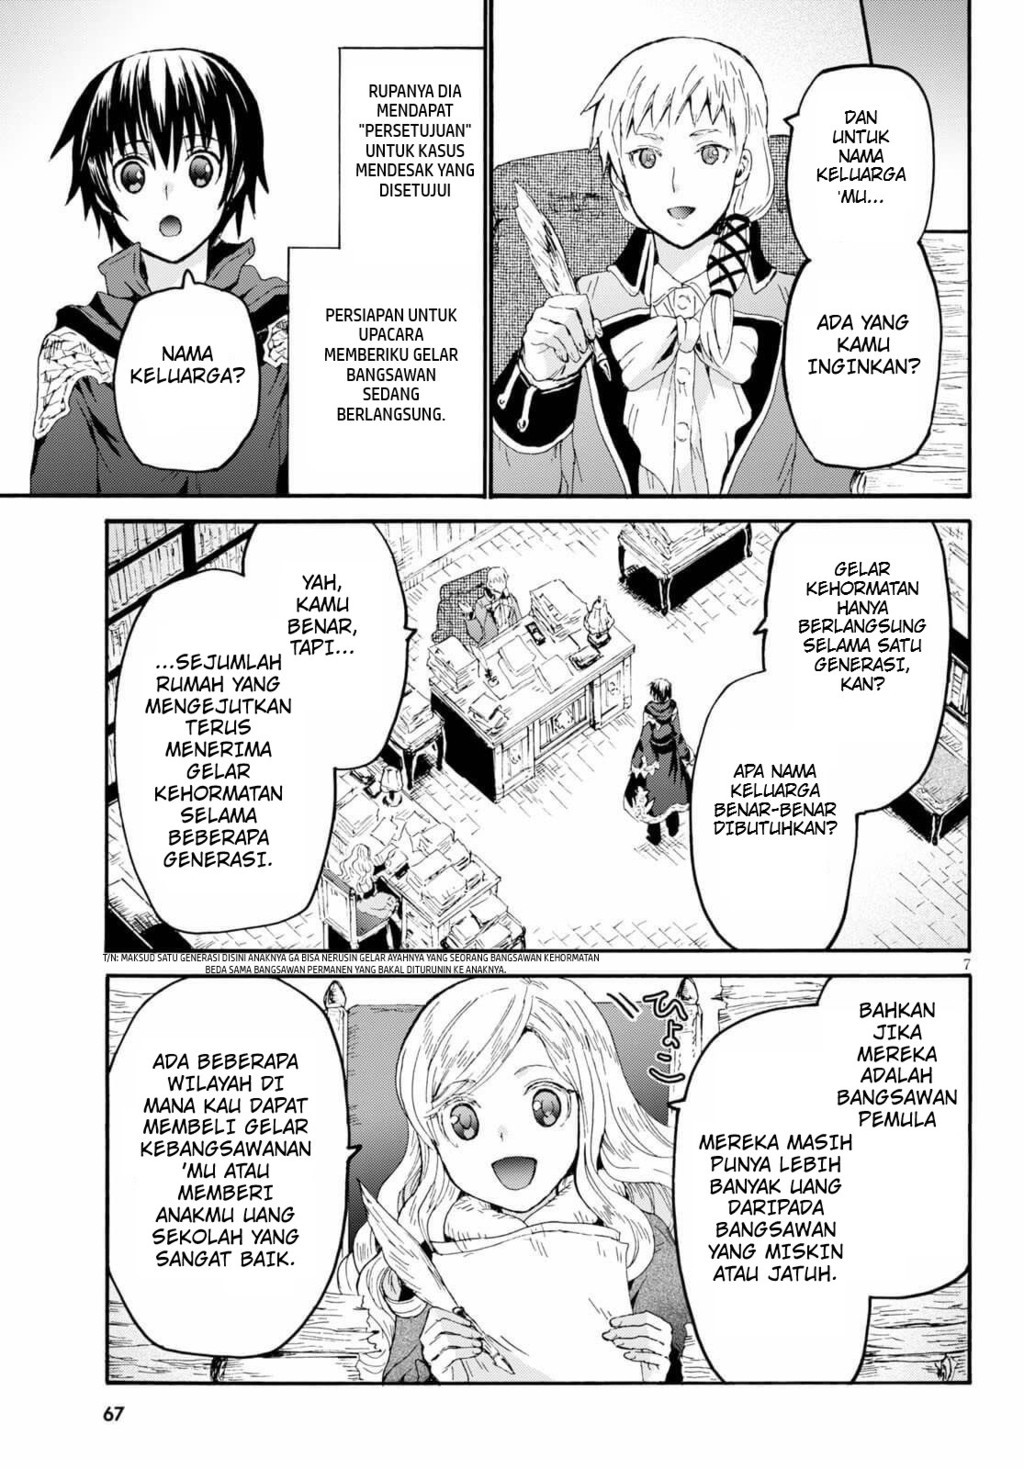 DAN
UNTUK
NAMA
KELUARGA
'MU...
ADA YANG
KAMU
INGINKAN?
RUPANYA DIA
MENDAPAT
"PERSETUJUAN"
UNTUK KASUS
MENDESAK YANG
DISETUJUI
PERSIAPAN UNTUK
UPACARA
MEMBERIKU GELAR
BANGSAWAN
SEDANG
BERLANGSUNG.
NAMA
KELUARGA?
GELAR
KEHORMATAN
HANYA
BERLANGSUNG
SELAMA SATU
GENERASI,
KAN?
APA NAMA
KELUARGA
BENAR-BENAR
DIBUTUHKAN?
YAH,
KAMU
BENAR,
TAPI...
...SEJUMLAH
RUMAH YANG
MENGEJUTKAN
TERUS
MENERIMA
GELAR
KEHORMATAN
SELAMA
BEBERAPA
GENERASI.
T/N: MAKSUD SATU GENERASI DISINI ANAKNYA GA BISA NERUSIN GELAR AYAHNYA YANG SEORANG BANGSAWAN KEHORMATAN
BEDA SAMA BANGSAWAN PERMANEN YANG BAKAL DITURUNIN KE ANAKNYA.
7
BAHKAN
JIKA
MEREKA
ADALAH
BANGSAWAN
PEMULA
MEREKA MASIH
PUNYA LEBIH
BANYAK UANG
DARIPADA
BANGSAWAN
YANG MISKIN
ATAU JATUH.
ひょこ
ADA BEBERAPA
WILAYAH DI
MANA KAU DAPAT
MEMBELI GELAR
KEBANGSAWANAN
'MU ATAU
MEMBERI
ANAKMU UANG
SEKOLAH YANG
SANGAT BAIK.
67